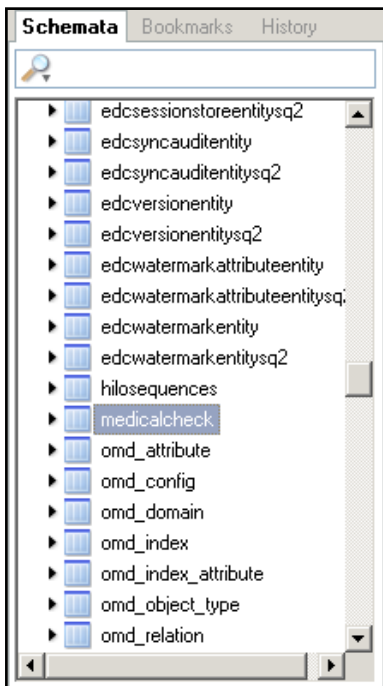 Schemata Bookmarks History
edcsessionstoreentitysq2
edcsyncauditentity
edcsyncauditentitysq2
edcversionentity
edcversionentitysq2
edcwatermarkattributeentity
edcwatermarkattributeentitysq
edcwatermarkentity
edcwatermarkentitysq2
hilosequences
medicalcheck
omd_attribute
omd_config
omd_domain
omd_index
omd_index_attribute
omd_object_type
omd_relation